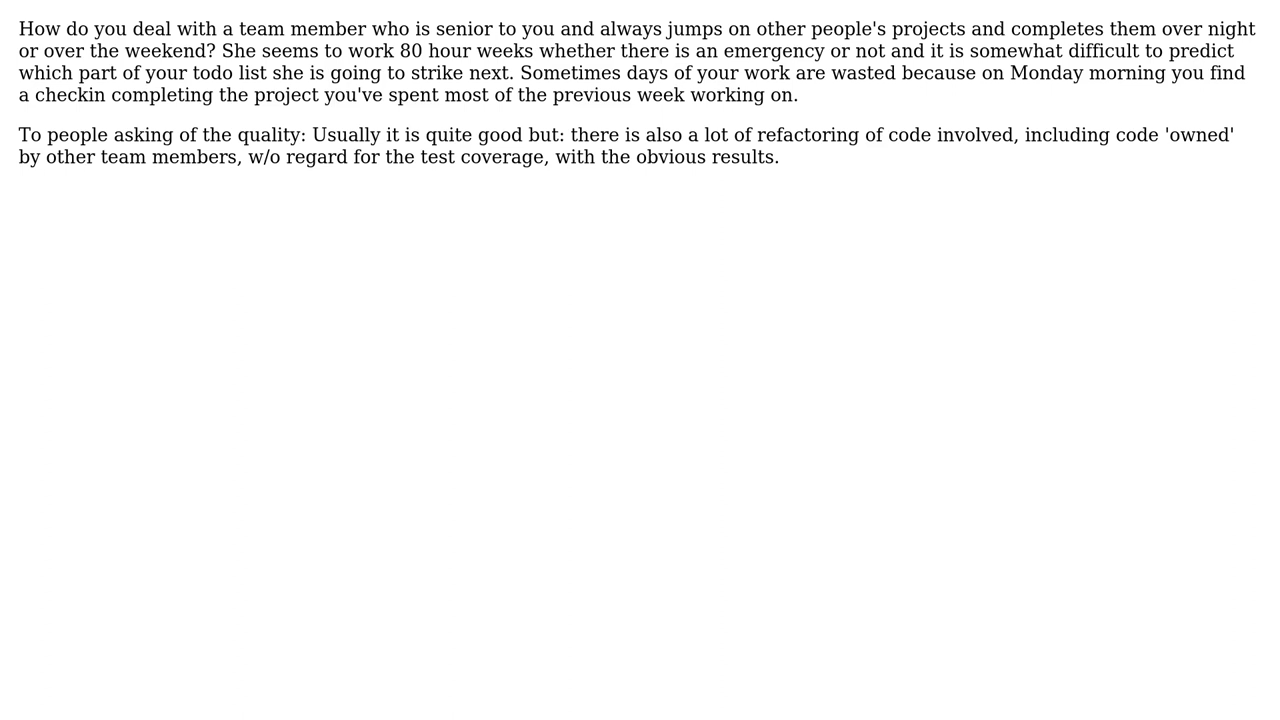 How do you deal with a team member who is senior to you and always jumps on other people's projects and completes them over night
or over the weekend? She seems to work 80 hour weeks whether there is an emergency or not and it is somewhat difficult to predict
which part of your todo list she is going to strike next. Sometimes days of your work are wasted because on Monday morning you find
a checkin completing the project you've spent most of the previous week working on.
To people asking of the quality: Usually it is quite good but: there is also a lot of refactoring of code involved, including code 'owned'
by other team members, w/o regard for the test coverage, with the obvious results.